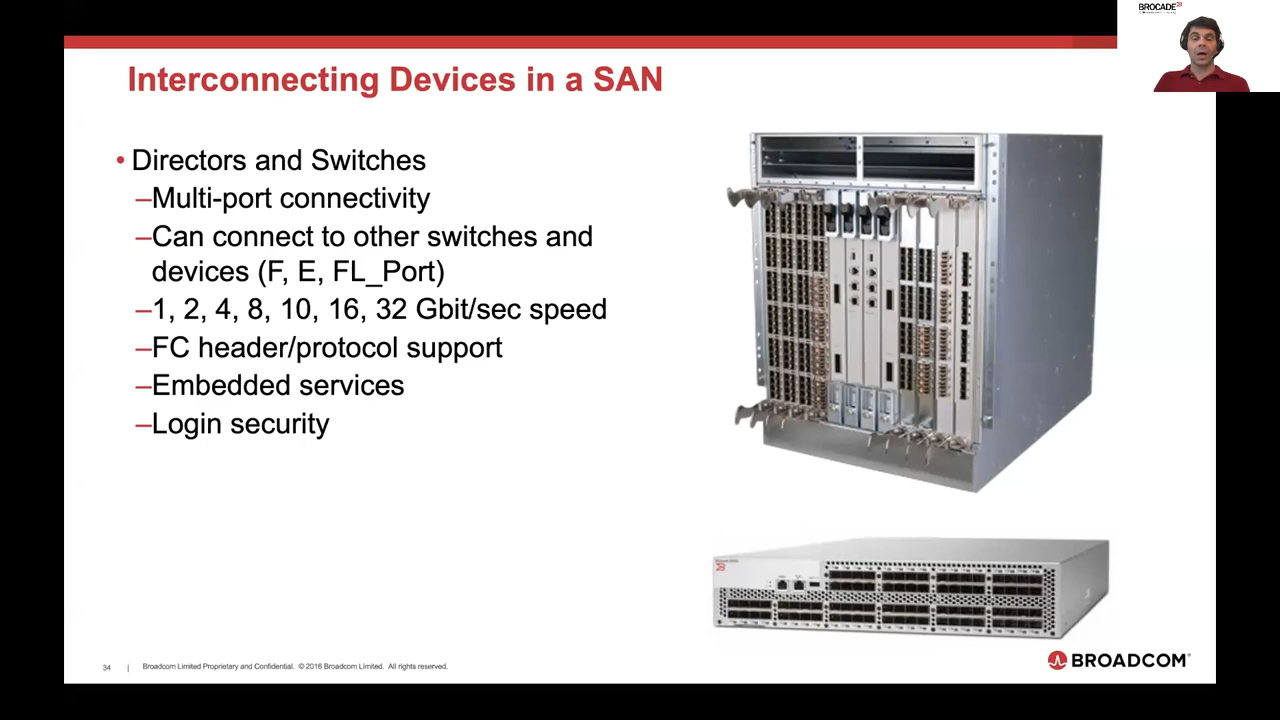 BROCADE
Interconnecting Devices in a SAN
• Directors and Switches
–Multi-port connectivity
–Can connect to other switches and
devices (F, E, FL_Port)
–1, 2, 4, 8, 10, 16, 32 Gbit/sec speed
–FC header/protocol support
–Embedded services
–Login security
34 | Broadcom Limited Proprietary and Confidential. © 2016 Broadcom Limited. All rights reserved.
BROADCOM®